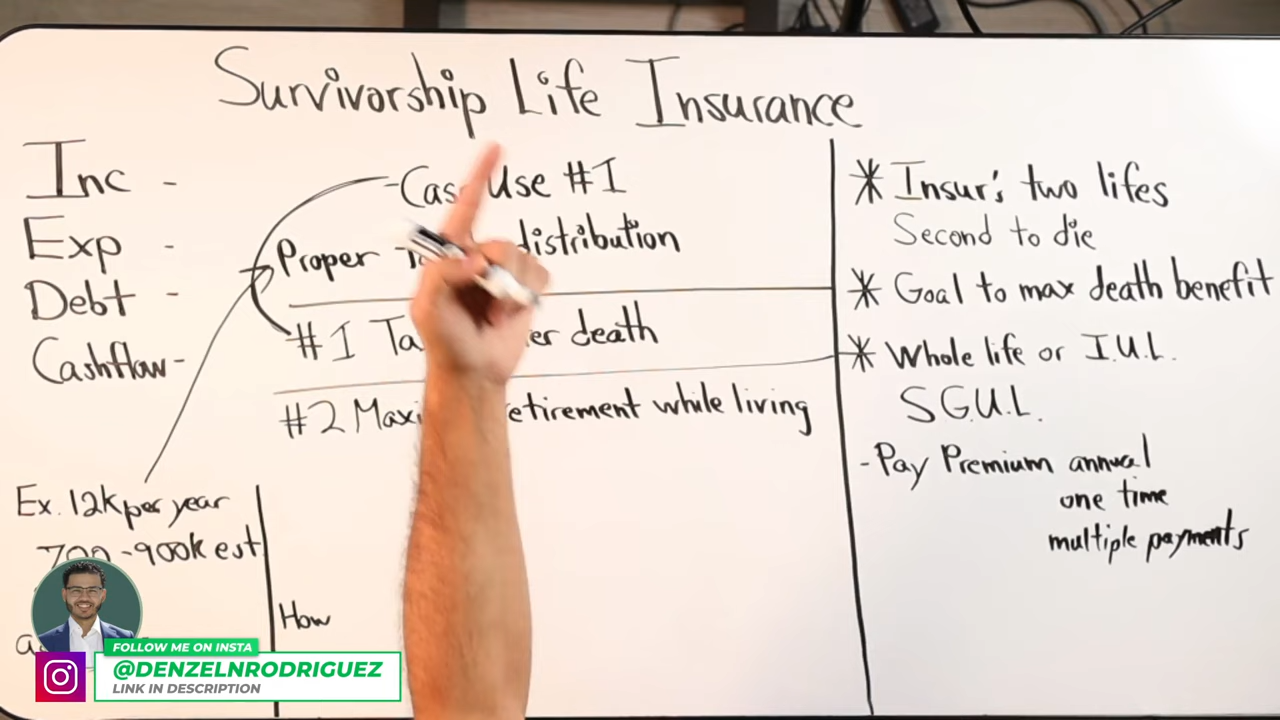 Survivorship Life Insurance
Inc -
Exp -
Debt -
Cashflow -
Ex. 12k per year
700 - 900k est
- Cas Use #1
Proper distribution
#1 Ta er death
#2 Maxi retirement while living
How
* Insur's two lifes
Second to die
* Goal to max death benefit
* Whole life or I.U.L.
S.G.U.L.
- Pay Premium annual
one time
multiple payments
FOLLOW ME ON INSTA
@DENZELNRODRIGUEZ
LINK IN DESCRIPTION